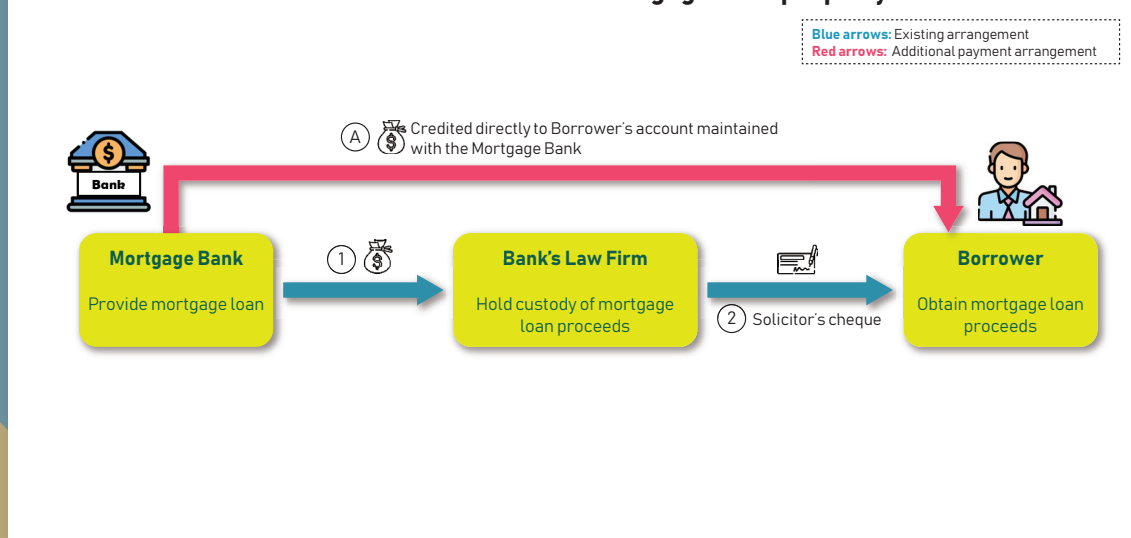 Blue arrows: Existing arrangement
Red arrows: Additional payment arrangement
A
$
Credited directly to Borrower's account maintained
with the Mortgage Bank
$
Bank
Mortgage Bank
Provide mortgage loan
1
$
Bank's Law Firm
Hold custody of mortgage
loan proceeds
2
Solicitor's cheque
Borrower
Obtain mortgage loan
proceeds